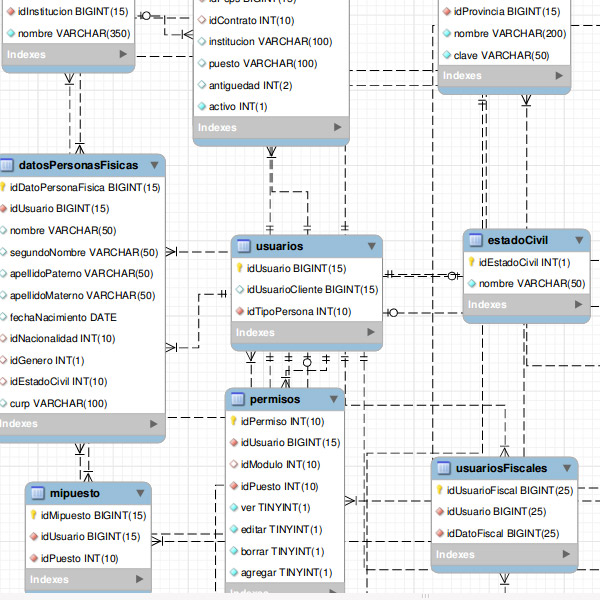 idInstitucion BIGINT(15)
nombre VARCHAR(350)
Indexes
idContrato INT(10)
institucion VARCHAR(100)
puesto VARCHAR(100)
antiguedad INT(2)
activo INT(1)
Indexes
idProvincia BIGINT(15)
nombre VARCHAR(200)
clave VARCHAR(50)
Indexes
datosPersonasFisicas
idDatoPersonaFisica BIGINT(15)
idUsuario BIGINT(15)
nombre VARCHAR(50)
segundoNombre VARCHAR(50)
apellidoPaterno VARCHAR(50)
apellidoMaterno VARCHAR(50)
fechaNacimiento DATE
idNacionalidad INT(10)
idGenero INT(1)
idEstadoCivil INT(10)
curp VARCHAR(100)
Indexes
usuarios
idUsuario BIGINT(15)
idUsuarioCliente BIGINT(15)
idTipoPersona INT(10)
Indexes
estadoCivil
idEstadoCivil INT(1)
nombre VARCHAR(50)
Indexes
permisos
idPermiso INT(10)
idUsuario BIGINT(15)
idModulo INT(10)
idPuesto INT(10)
ver TINYINT(1)
editar TINYINT(1)
borrar TINYINT(1)
agregar TINYINT(1)
mipuesto
idMipuesto BIGINT(15)
idUsuario BIGINT(15)
idPuesto INT(10)
Indexes
usuariosFiscales
idUsuarioFiscal BIGINT(25)
idUsuario BIGINT(25)
idDatoFiscal BIGINT(25)
Indexes